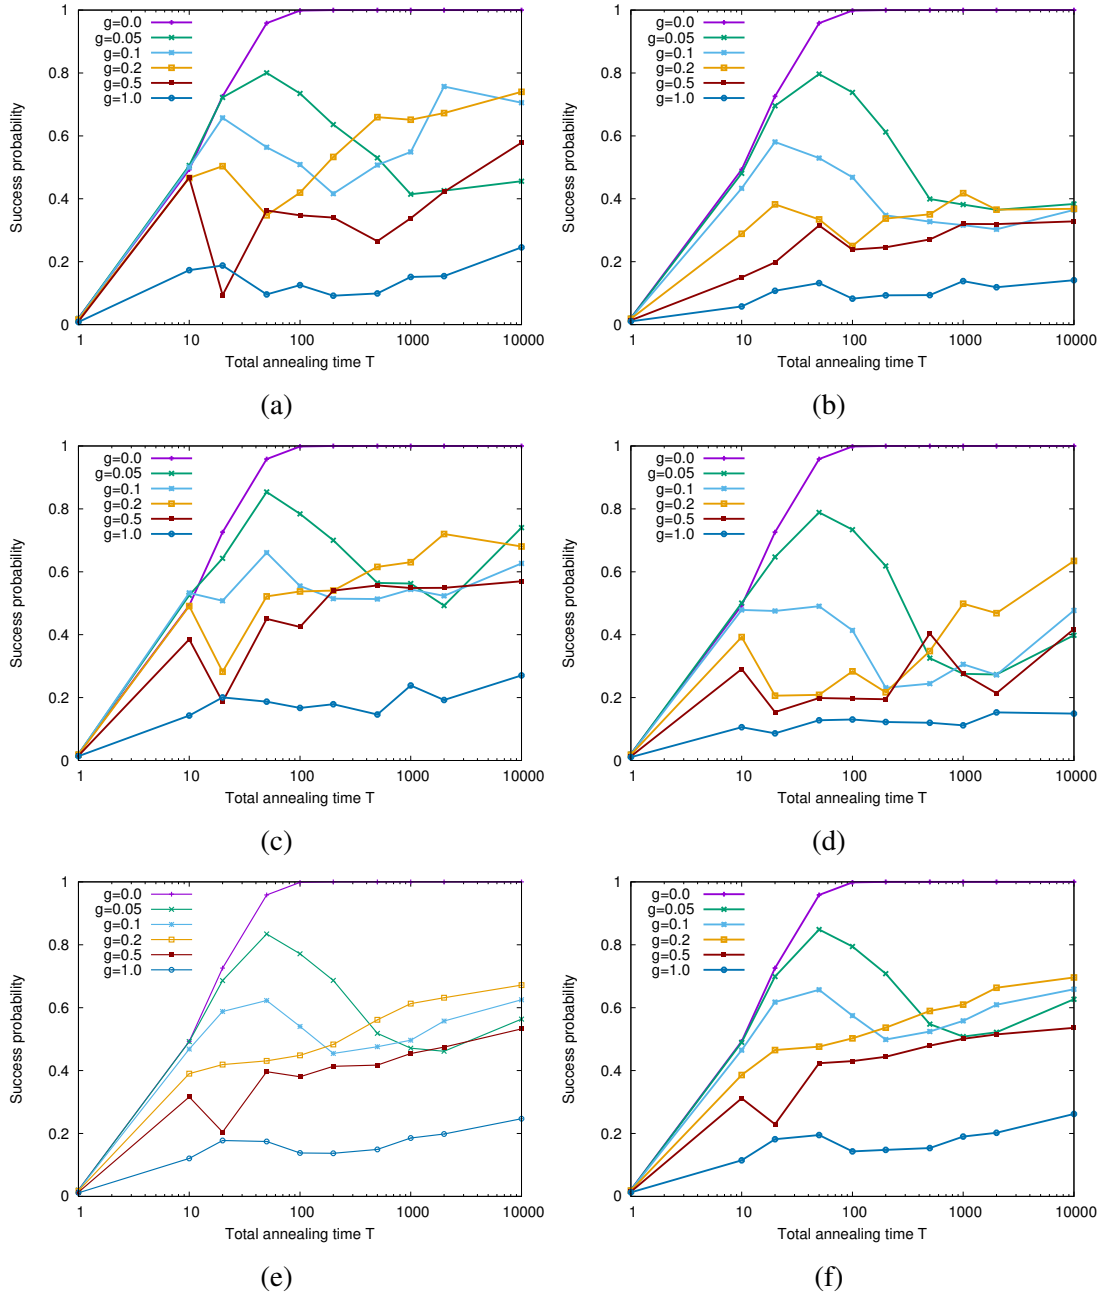 Success probability
1
0.8
0.6
0.4
0.2
0
g=0.0
g=0.05
g=0.1
g=0.2
g=0.5
g=1.0
1 10 100 1000 10000
Total annealing time T
(a)
Success probability
1
0.8
0.6
0.4
0.2
0
g=0.0
g=0.05
g=0.1
g=0.2
g=0.5
g=1.0
1 10 100 1000 10000
Total annealing time T
(b)
Success probability
1
0.8
0.6
0.4
0.2
0
g=0.0
g=0.05
g=0.1
g=0.2
g=0.5
g=1.0
1 10 100 1000 10000
Total annealing time T
(c)
Success probability
1
0.8
0.6
0.4
0.2
0
g=0.0
g=0.05
g=0.1
g=0.2
g=0.5
g=1.0
1 10 100 1000 10000
Total annealing time T
(d)
Success probability
1
0.8
0.6
0.4
0.2
0
g=0.0
g=0.05
g=0.1
g=0.2
g=0.5
g=1.0
1 10 100 1000 10000
Total annealing time T
(e)
Success probability
1
0.8
0.6
0.4
0.2
0
g=0.0
g=0.05
g=0.1
g=0.2
g=0.5
g=1.0
1 10 100 1000 10000
Total annealing time T
(f)